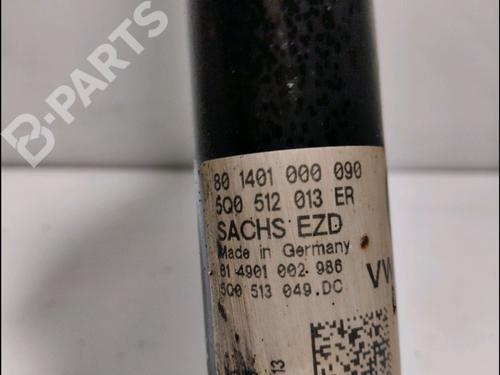 B-PARTS
80 1401 000 090
5Q0 512 013 ER
SACHS EZD
Made in Germany
81 4901 002 986
5Q0 513 049.DC
VW
13